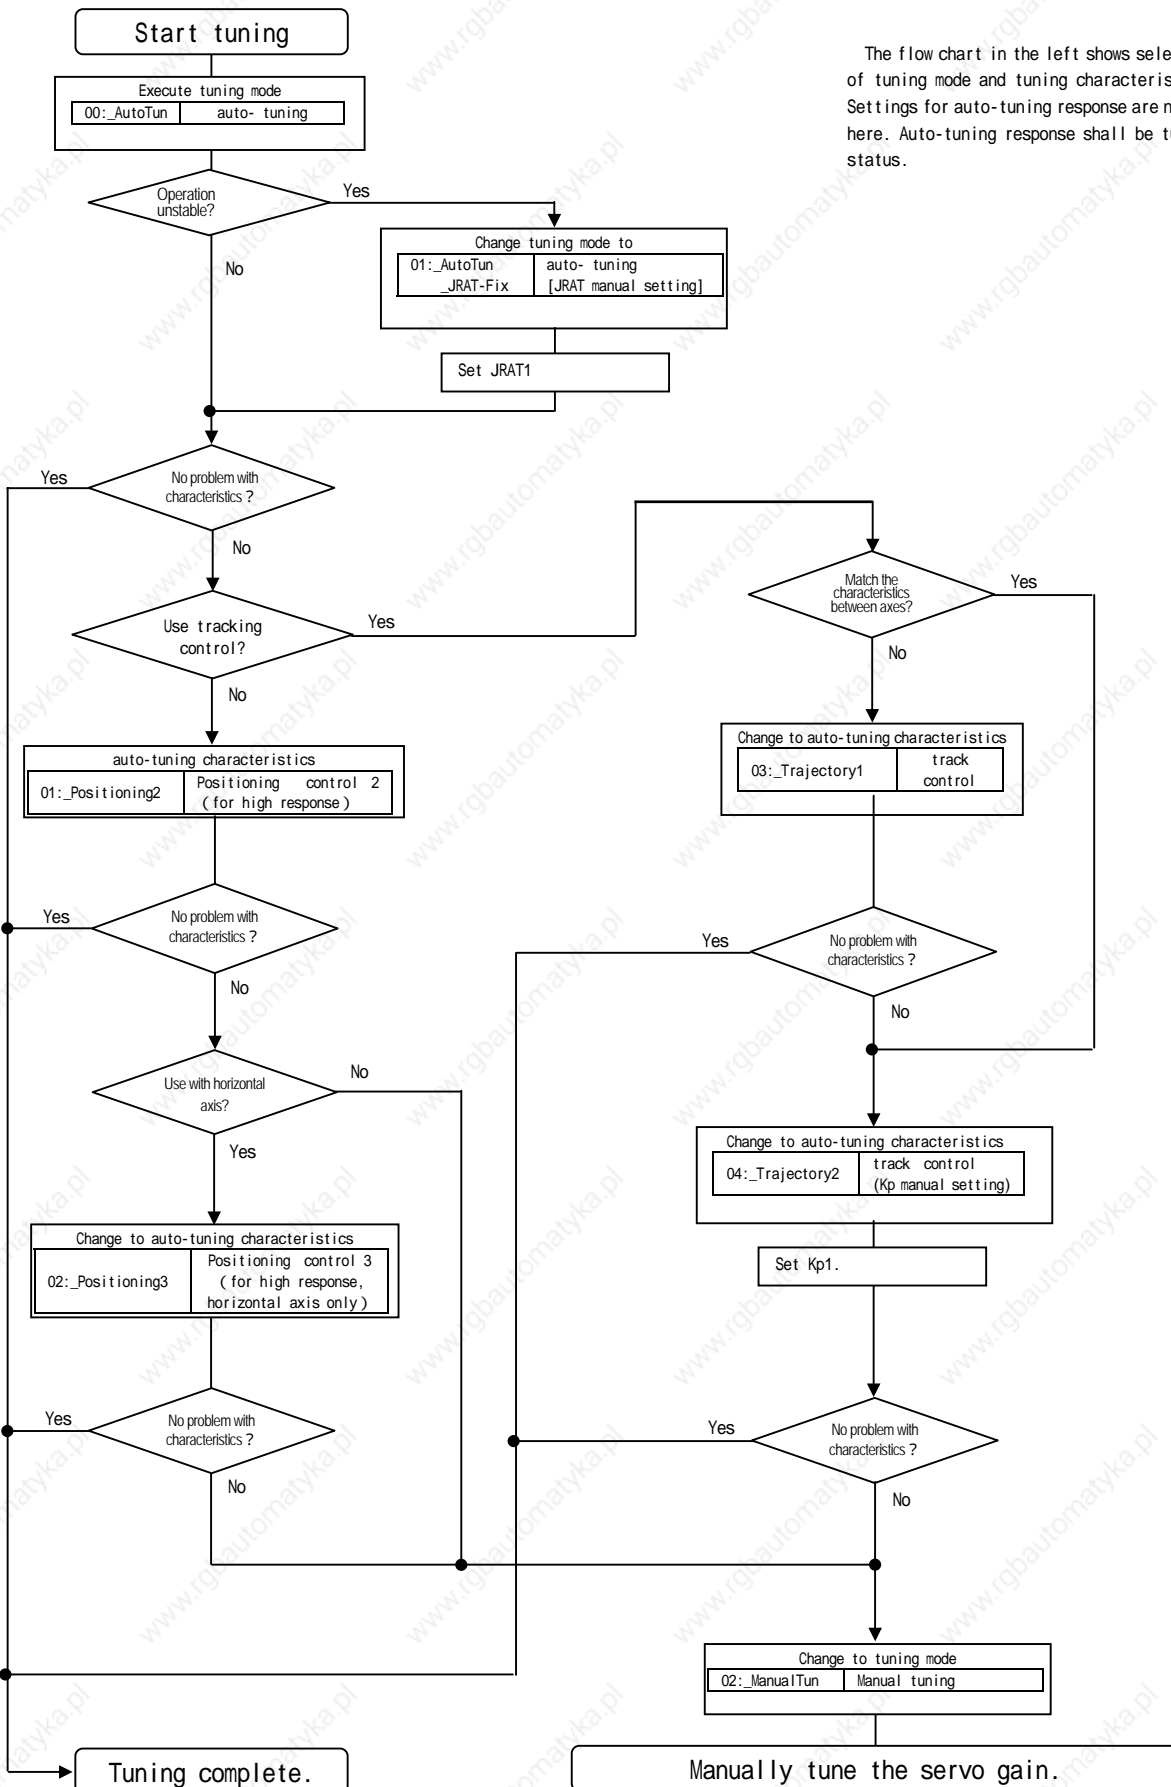 Start tuning
The flow chart in the left shows
of tuning mode and tuning
Settings for auto-tuning response are
here. Auto-tuning response shall be
status.
Execute tuning mode
00:_AutoTun auto- tuning
Operation
unstable?
Yes
No
Change tuning mode to
01:_AutoTun auto- tuning
_JRAT-Fix [JRAT manual setting]
Set JRAT1
No problem with
characteristics ?
Yes
No
Use tracking
control?
Yes
No
Match the
characteristics
between axes?
Yes
No
auto-tuning characteristics
01:_Positioning2 Positioning control 2
(for high response)
Change to auto-tuning characteristics
03:_Trajectory1 track
control
No problem with
characteristics ?
Yes
No
No problem with
characteristics ?
Yes
No
Use with horizontal
axis?
No
Yes
Change to auto-tuning characteristics
04:_Trajectory2 track control
(Kp manual setting)
Set Kp1.
Change to auto-tuning characteristics
02:_Positioning3 Positioning control 3
(for high response,
horizontal axis only)
No problem with
characteristics ?
Yes
No
No problem with
characteristics ?
Yes
No
Change to tuning mode
02:_ManualTun Manual tuning
Tuning complete.
Manually tune the servo gain.
www.rgbautomatyka.pl